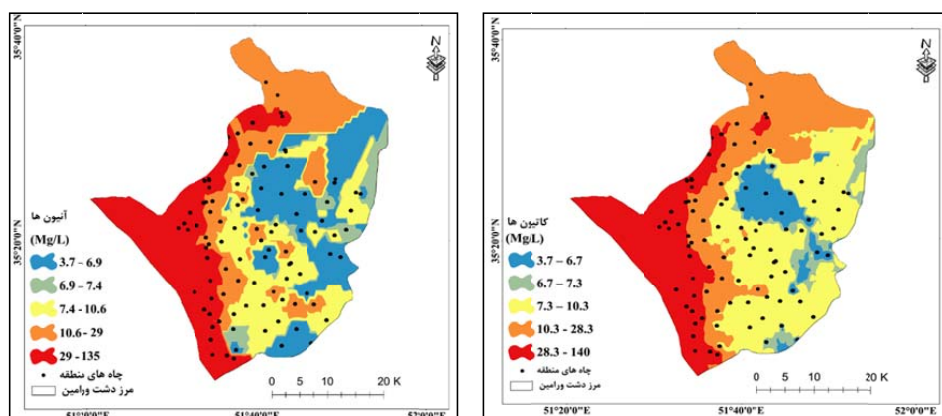 35°40'0"N
N
آنیون ها
(Mg/L)
3.7 - 6.9
6.9 - 7.4
7.4 - 10.6
10.6 - 29
29 - 135
چاه های منطقه
مرز دشت ورامین
35°20'0"N
0 5 10 20 K
51°40'0"E
52°0'0"E
35°40'0"N
N
کاتیون ها
(Mg/L)
3.7 – 6.7
6.7 – 7.3
7.3 – 10.3
10.3 - 28.3
28.3 - 140
چاه های منطقه
مرز دشت ورامین
35°20'0"N
0 5 10 20 K
51°20'0"E
51°40'0"E
52°0'0"E